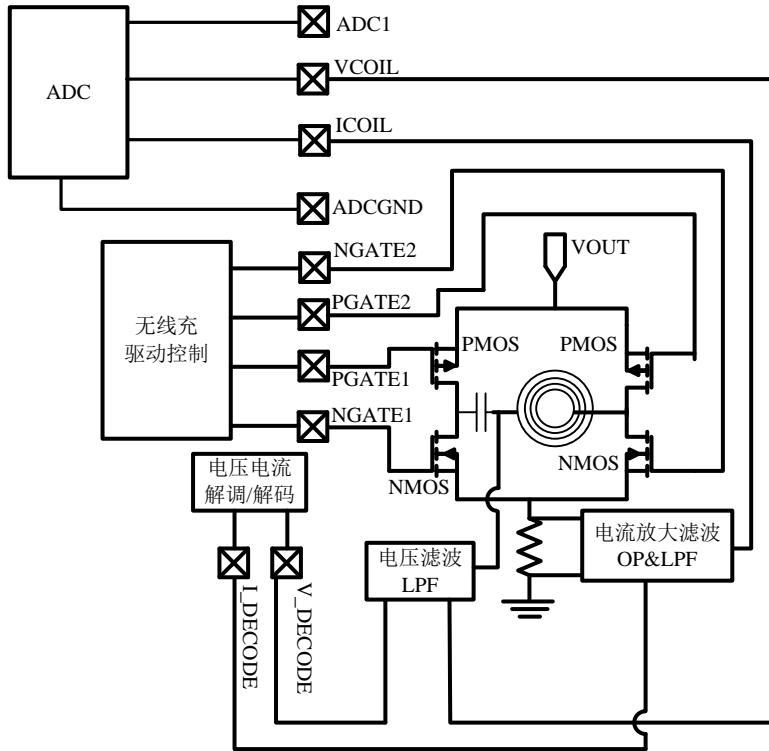 ADC1
VCOIL
ADC
ICOIL
ADCGND
NGATE2
VOUT
PGATE2
无线充
驱动控制
PMOS
PMOS
PGATE1
NGATE1
NMOS
NMOS
电压电流
解调/解码
电流放大滤波
OP&LPF
电压滤波
LPF
I_DECODE
V_DECODE